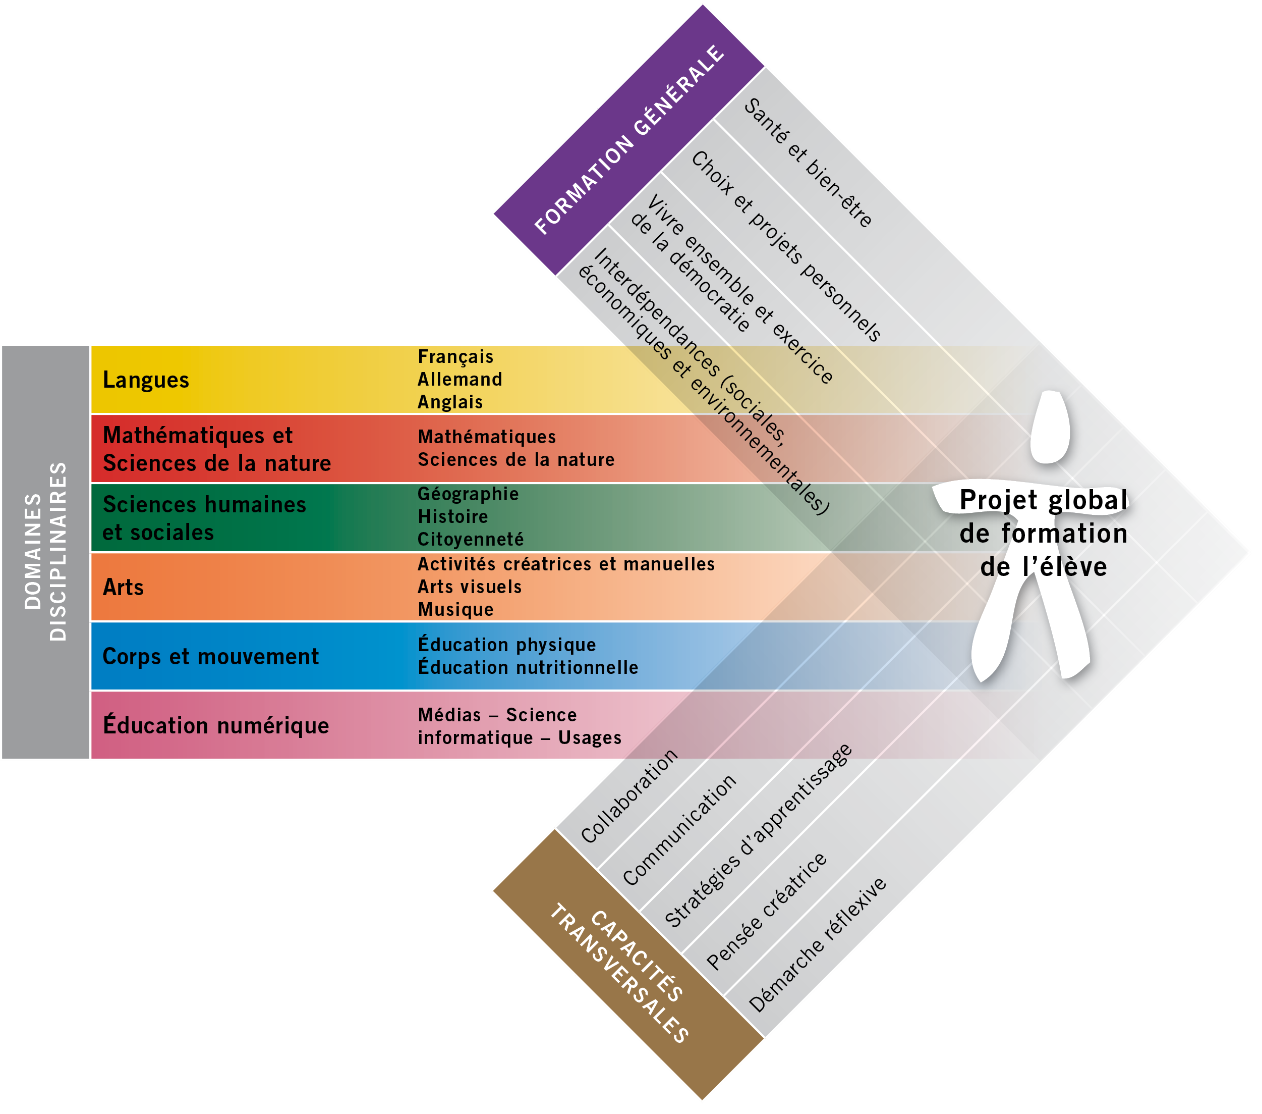 FORMATION GÉNÉRALE
Santé et bien-être
Choix et projets personnels
Vivre ensemble et exercice
de la démocratie
Interdépendances (sociales,
économiques et environnementales)
DOMAINES
DISCIPLINAIRES
Langues
Français
Allemand
Anglais
Mathématiques et
Sciences de la nature
Mathématiques
Sciences de la nature
Sciences humaines
et sociales
Géographie
Histoire
Citoyenneté
Arts
Activités créatrices et manuelles
Arts visuels
Musique
Corps et mouvement
Éducation physique
Éducation nutritionnelle
Éducation numérique
Médias – Science
informatique – Usages
Projet global
de formation
de l’élève
Collaboration
Communication
Stratégies d’apprentissage
Pensée créatrice
Démarche réflexive
CAPACITÉS
TRANSVERSALES